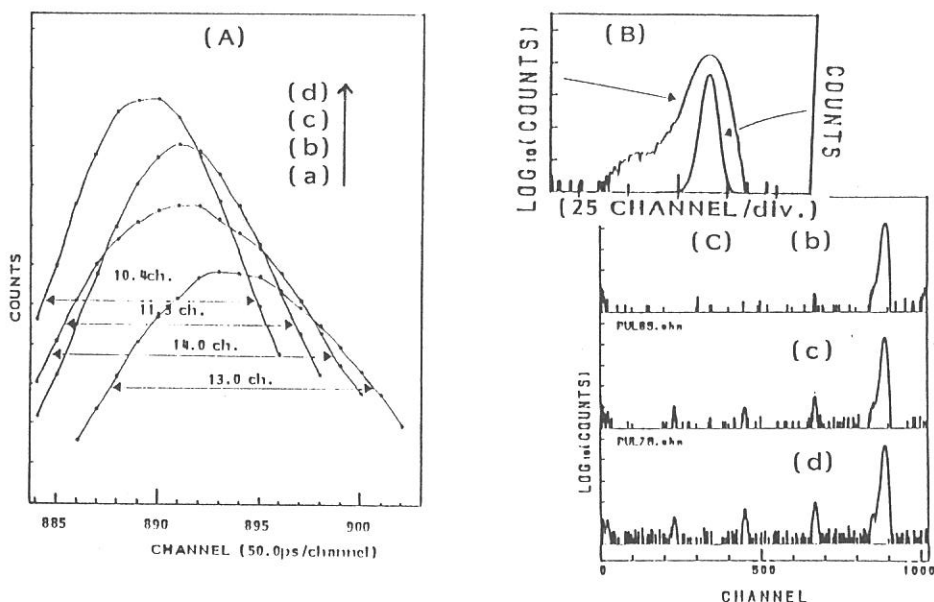 (A)
(d)
(c)
(b)
(a)
COUNTS
10.4ch.
11.3 ch.
14.0 ch.
13.0 ch.
885 890 895 900
CHANNEL (50.0ps/channel)
(B)
LOG₁₀(COUNTS)
COUNTS
(25 CHANNEL/div.)
(C) (b)
(c)
(d)
LOG₁₀(COUNTS)
0 500 1000
CHANNEL